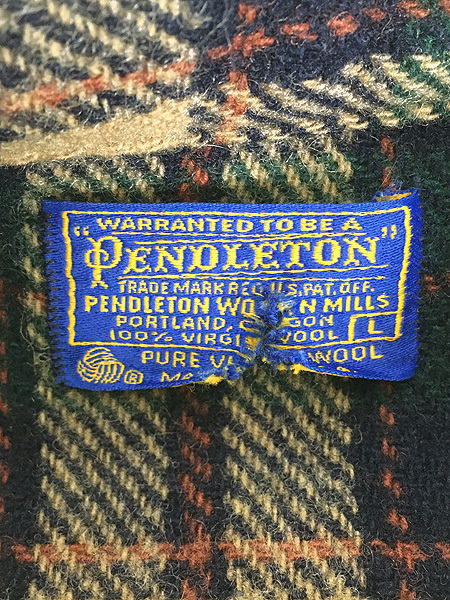 WARRANTED TO BE A
"PENDLETON"
TRADE MARK REG. U.S. PAT. OFF.
PENDLETON WO N MILLS
PORTLAND, O GON
100% VIRGI WOOL L
® PURE V WOOL
MA